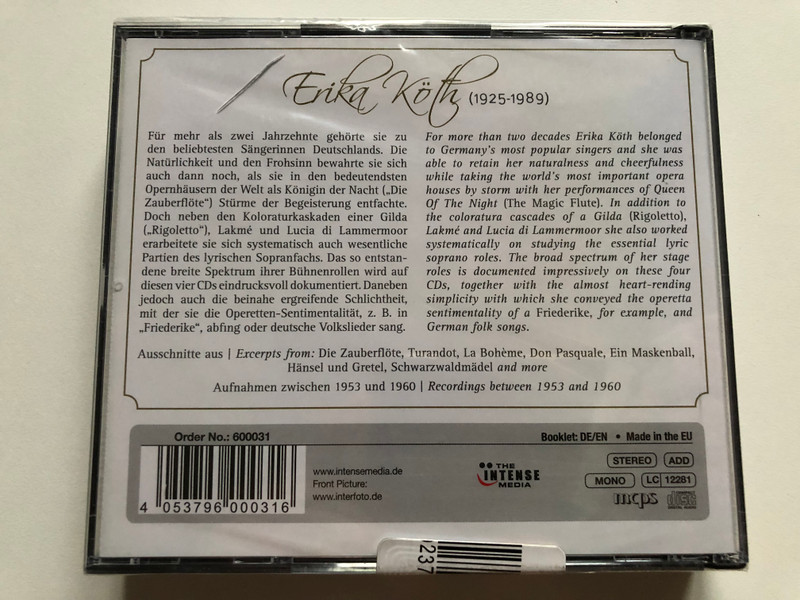 Erika Köth (1925-1989)
Für mehr als zwei Jahrzehnte gehörte sie zu
den beliebtesten Sängerinnen Deutschlands. Die
Natürlichkeit und den Frohsinn bewahrte sie sich
auch dann noch, als sie in den bedeutendsten
Opernhäusern der Welt als Königin der Nacht („Die
Zauberflöte“) Stürme der Begeisterung entfachte.
Doch neben den Koloraturkaskaden einer Gilda
(„Rigoletto“), Lakmé und Lucia di Lammermoor
erarbeitete sie sich systematisch auch wesentliche
Partien des lyrischen Sopranfachs. Das so entstan-
dene breite Spektrum ihrer Bühnenrollen wird auf
diesen vier CDs eindrucksvoll dokumentiert. Daneben
jedoch auch die beinahe ergreifende Schlichtheit,
mit der sie die Operetten-Sentimentalität, z. B. in
„Friederike“, abfing oder deutsche Volkslieder sang.
For more than two decades Erika Köth belonged
to Germany's most popular singers and she was
able to retain her naturalness and cheerfulness
while taking the world's most important opera
houses by storm with her performances of Queen
Of The Night (The Magic Flute). In addition to
the coloratura cascades of a Gilda (Rigoletto),
Lakmé and Lucia di Lammermoor she also worked
systematically on studying the essential lyric
soprano roles. The broad spectrum of her stage
roles is documented impressively on these four
CDs, together with the almost heart-rending
simplicity with which she conveyed the operetta
sentimentality of a Friederike, for example, and
German folk songs.
Ausschnitte aus | Excerpts from: Die Zauberflöte, Turandot, La Bohème, Don Pasquale, Ein Maskenball,
Hänsel und Gretel, Schwarzwaldmädel and more
Aufnahmen zwischen 1953 und 1960 | Recordings between 1953 and 1960
Order No.: 600031
Booklet: DE/EN • Made in the EU
4 053796 000316
www.intensemedia.de
Front Picture:
www.interfoto.de
THE
INTENSE
MEDIA
STEREO ADD
MONO LC 12281
mcps disc
237